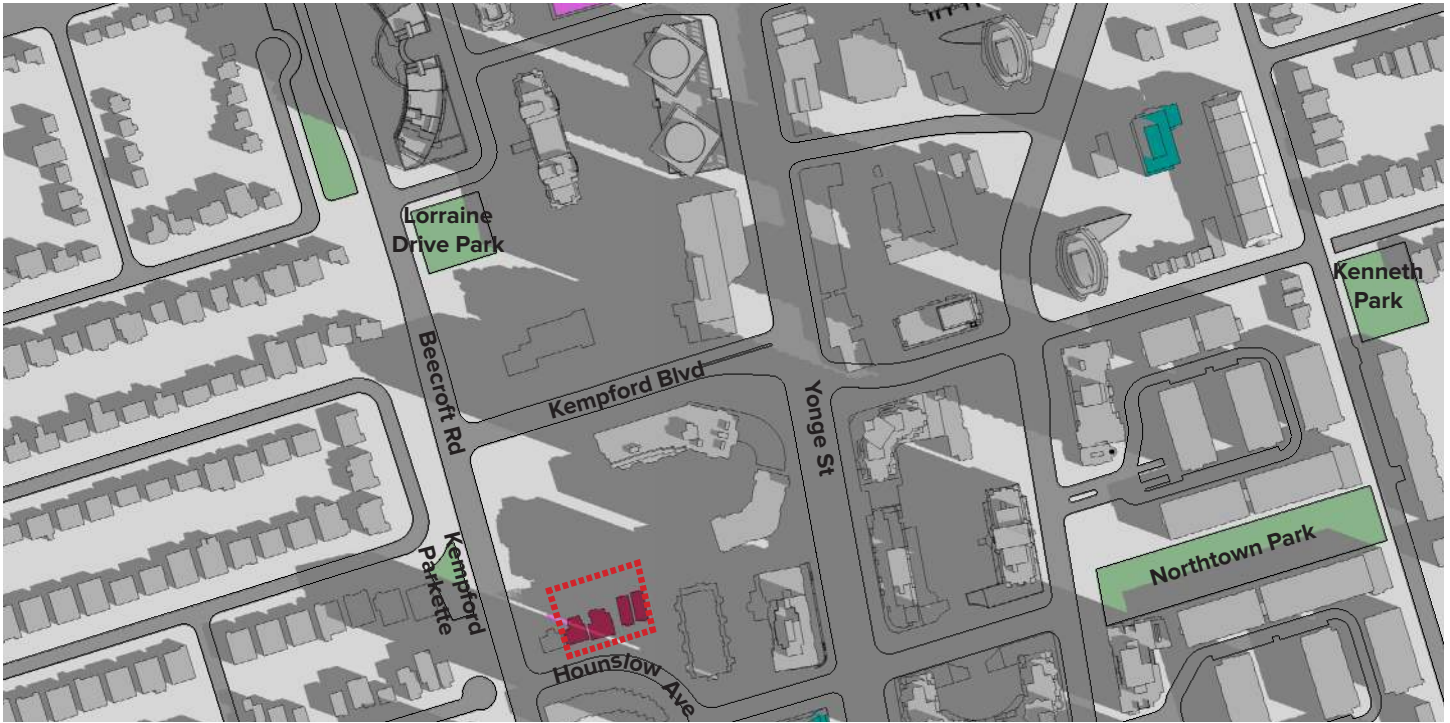 Lorraine
Drive Park
Kenneth
Park
Beecroft Rd
Kempford Blvd
Yonge St
Kempford
Parkette
Northtown Park
Hounslow Ave